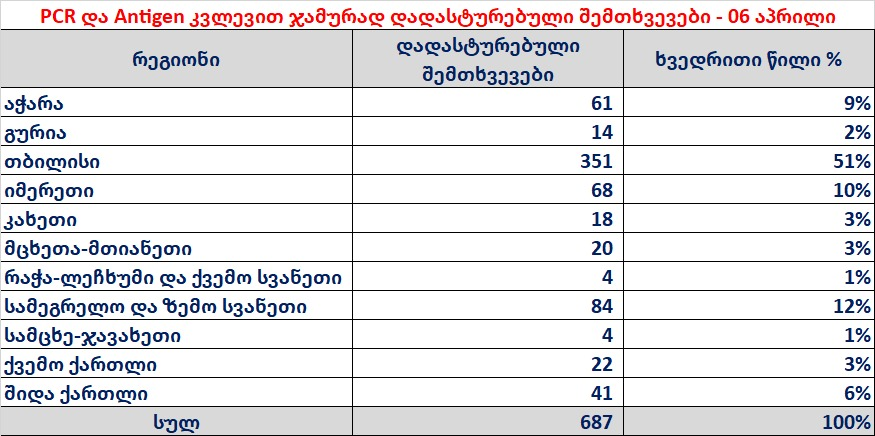 PCR და Antigen კვლევით ჯამურად დადასტურებული შემთხვევები - 06 აპრილი
რეგიონი დადასტურებული შემთხვევები ხვედრითი წილი %
აჭარა 61 9%
გურია 14 2%
თბილისი 351 51%
იმერეთი 68 10%
კახეთი 18 3%
მცხეთა-მთიანეთი 20 3%
რაჭა-ლეჩხუმი და ქვემო სვანეთი 4 1%
სამეგრელო და ზემო სვანეთი 84 12%
სამცხე-ჯავახეთი 4 1%
ქვემო ქართლი 22 3%
შიდა ქართლი 41 6%
სულ 687 100%